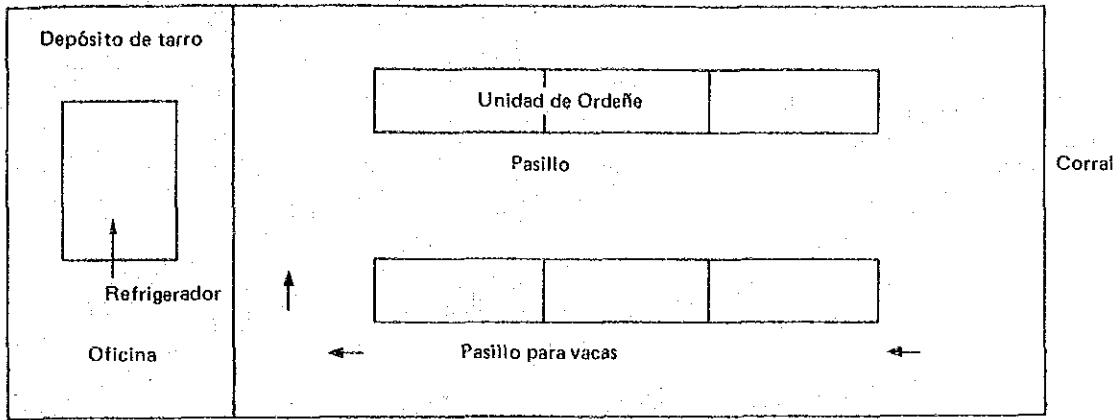 Depósito de tarro
Unidad de Ordeñe
Pasillo
Corral
Refrigerador
Oficina
Pasillo para vacas